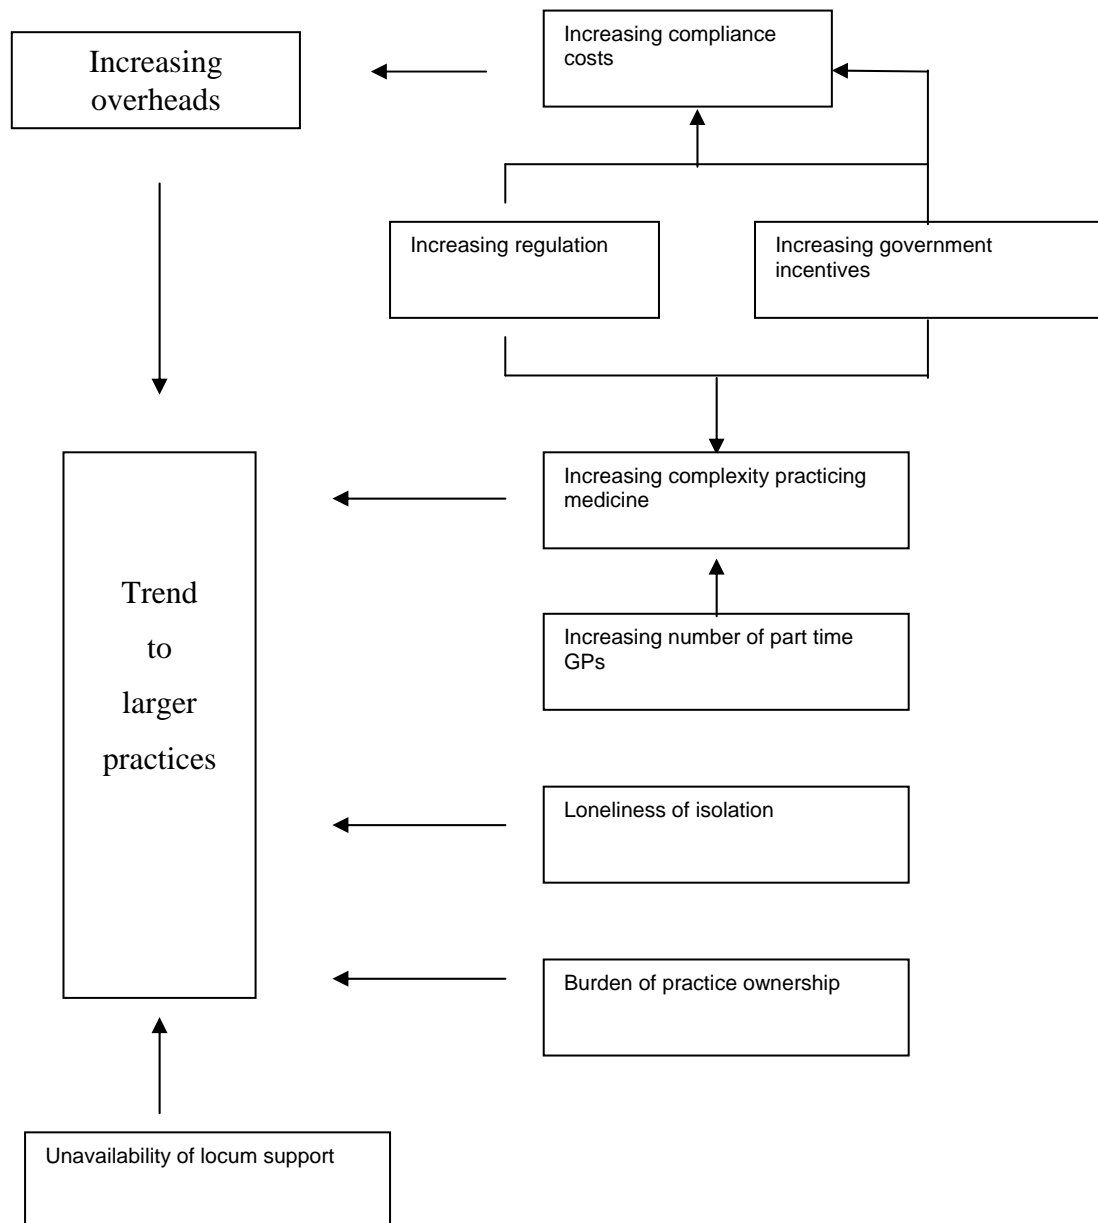 Increasing compliance
costs
Increasing
overheads
Increasing regulation
Increasing government
incentives
Increasing complexity practicing
medicine
Trend
to
larger
practices
Increasing number of part time
GPs
Loneliness of isolation
Burden of practice ownership
Unavailability of locum support